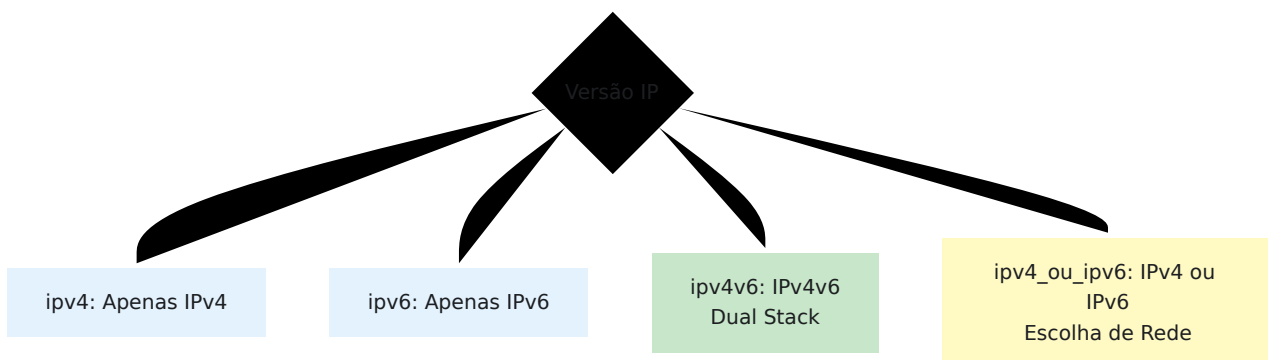 Versão IP
ipv4: Apenas IPv4
ipv6: Apenas IPv6
ipv4v6: IPv4v6
Dual Stack
ipv4_ou_ipv6: IPv4 ou
IPv6
Escolha de Rede